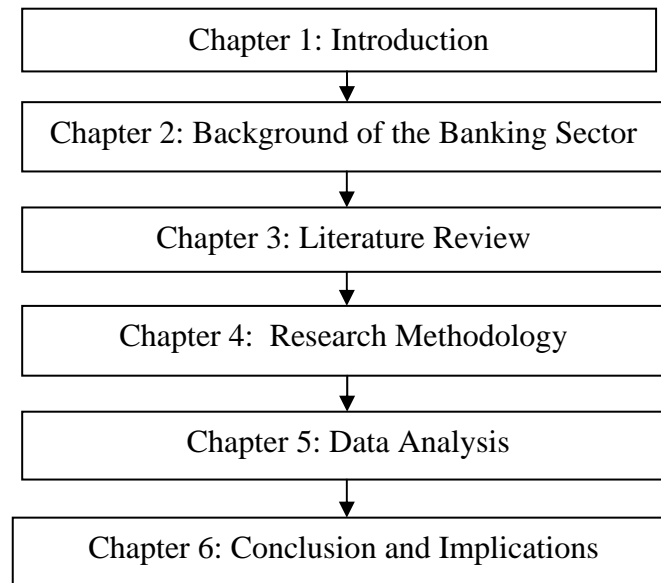 Chapter 1: Introduction
Chapter 2: Background of the Banking Sector
Chapter 3: Literature Review
Chapter 4:  Research Methodology
Chapter 5: Data Analysis
Chapter 6: Conclusion and Implications